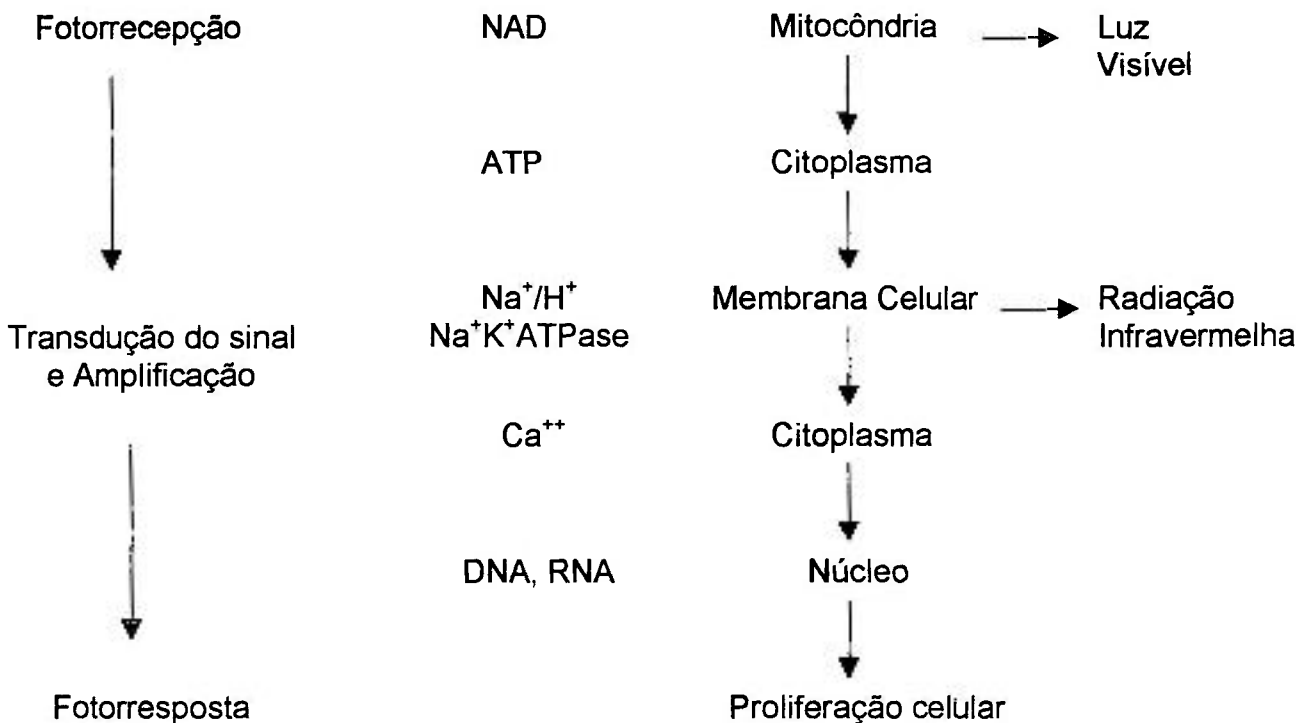 Fotorrecepção NAD Mitocôndria Luz
Visível
ATP Citoplasma
Na⁺/H⁺ Membrana Celular Radiação
Transdução do sinal Na⁺K⁺ATPase Infravermelha
e Amplificação
Ca⁺⁺ Citoplasma
DNA, RNA Núcleo
Fotorresposta Proliferação celular